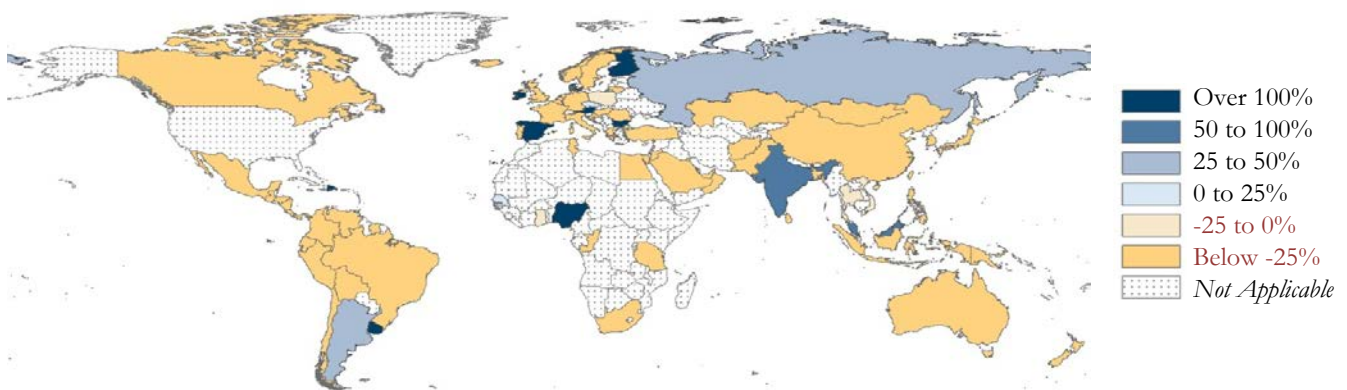 Over 100%
50 to 100%
25 to 50%
0 to 25%
-25 to 0%
Below -25%
Not Applicable